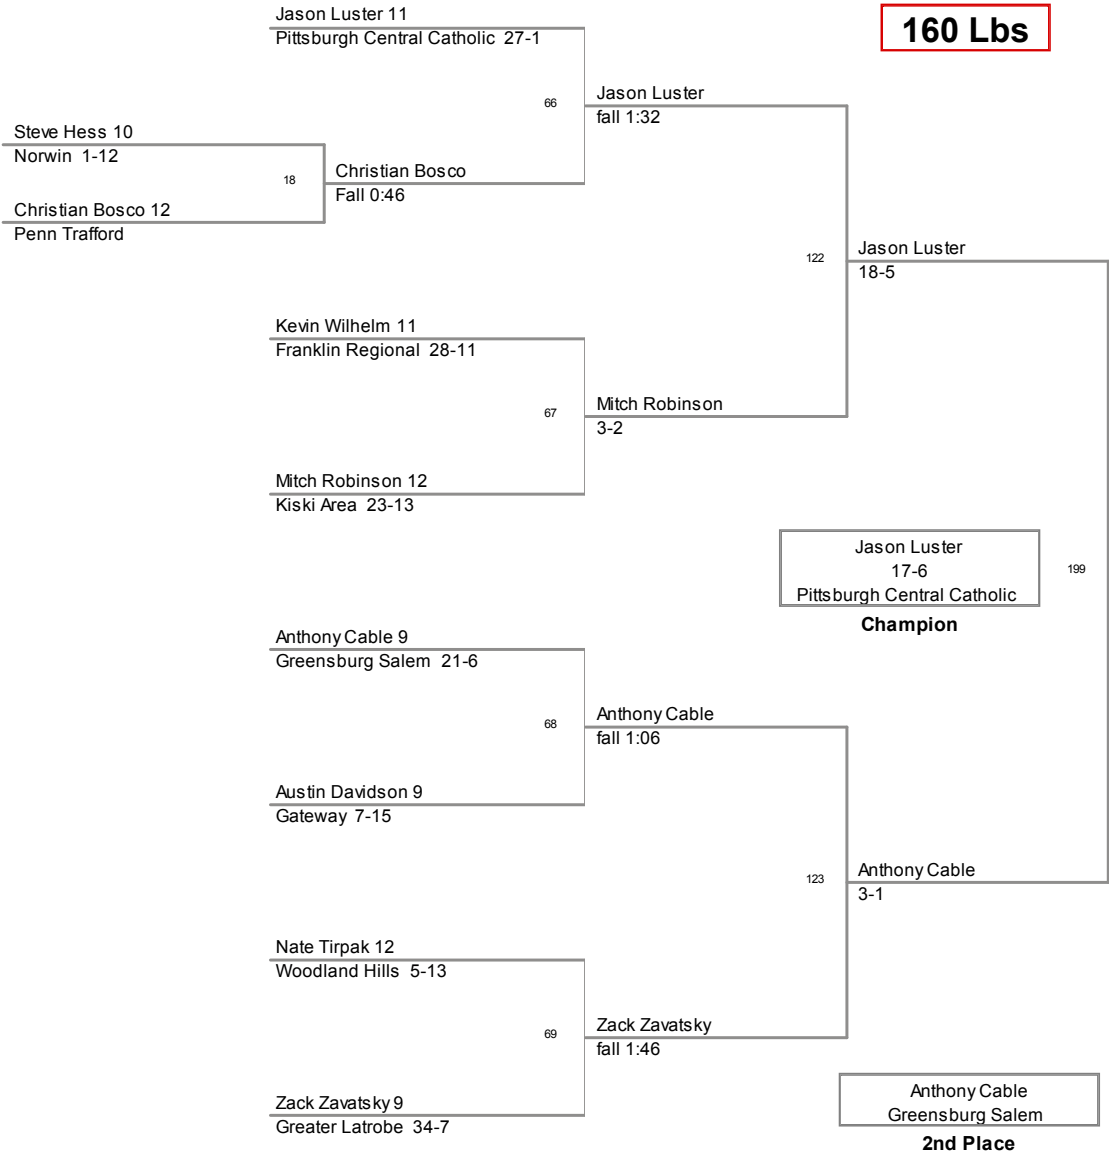 Jason Luster 11
160 Lbs
Pittsburgh Central Catholic 27-1
66
Jason Luster
fall 1:32
Steve Hess 10
Norwin 1-12
18
Christian Bosco
Fall 0:46
Christian Bosco 12
Penn Trafford
122
Jason Luster
18-5
Kevin Wilhelm 11
Franklin Regional 28-11
67
Mitch Robinson
3-2
Mitch Robinson 12
Kiski Area 23-13
Jason Luster
17-6
Pittsburgh Central Catholic
199
Champion
Anthony Cable 9
Greensburg Salem 21-6
68
Anthony Cable
fall 1:06
Austin Davidson 9
Gateway 7-15
123
Anthony Cable
3-1
Nate Tirpak 12
Woodland Hills 5-13
69
Zack Zavatsky
fall 1:46
Zack Zavatsky 9
Greater Latrobe 34-7
Anthony Cable
Greensburg Salem
2nd Place